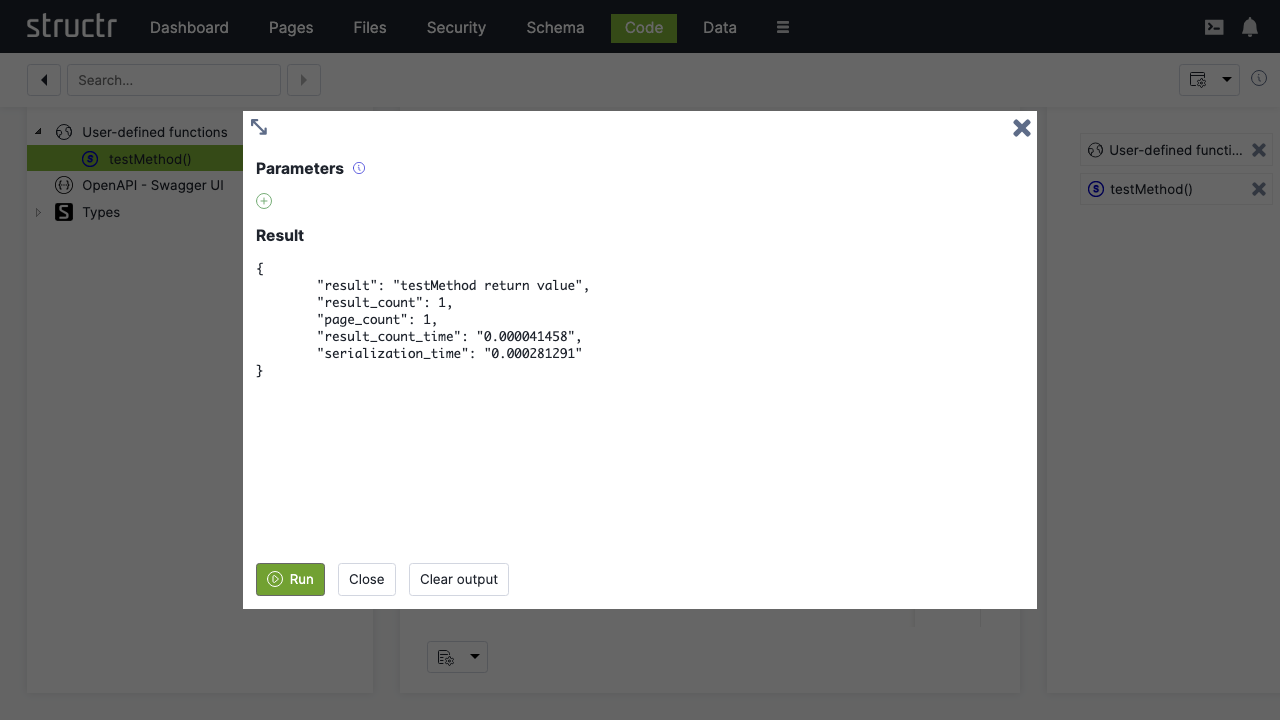 structr Dashboard Pages Files Security Schema Code Data
Search...
User-defined functions
testMethod()
OpenAPI - Swagger UI
Types
Parameters
Result
{
"result": "testMethod return value",
"result_count": 1,
"page_count": 1,
"result_count_time": "0.000041458",
"serialization_time": "0.000281291"
}
Run Close Clear output
User-defined functi...
testMethod()